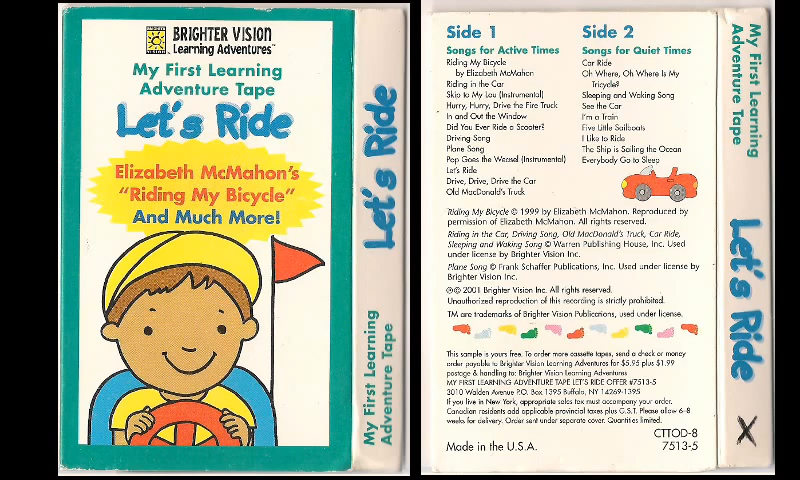 BRIGHTER VISION
Learning Adventures™
My First Learning
Adventure Tape
Let's Ride
Elizabeth McMahon's
"Riding My Bicycle"
And Much More!
Let's Ride
My First Learning
Adventure Tape
Side 1
Songs for Active Times
Riding My Bicycle
by Elizabeth McMahon
Riding in the Car
Skip to My Lou (Instrumental)
Hurry, Hurry, Drive the Fire Truck
In and Out the Window
Did You Ever Ride a Scooter?
Driving Song
Plane Song
Pop Goes the Weasel (Instrumental)
Let's Ride
Drive, Drive, Drive the Car
Old MacDonald's Truck
Side 2
Songs for Quiet Times
Car Ride
Oh Where, Oh Where Is My
Tricycle?
Sleeping and Waking Song
See the Car
I'm a Train
Five Little Sailboats
I Like to Ride
The Ship is Sailing the Ocean
Everybody Go to Sleep
Riding My Bicycle © 1999 by Elizabeth McMahon. Reproduced by
permission of Elizabeth McMahon. All rights reserved.
Riding in the Car, Driving Song, Old MacDonald's Truck, Car Ride,
Sleeping and Waking Song © Warren Publishing House, Inc. Used
under license by Brighter Vision Inc.
Plane Song © Frank Schaffer Publications, Inc. Used under license by
Brighter Vision Inc.
℗© 2001 Brighter Vision Inc. All rights reserved.
Unauthorized reproduction of this recording is strictly prohibited.
TM are trademarks of Brighter Vision Publications, used under license.
This sample is yours free. To order more cassette tapes, send a check or money
order payable to Brighter Vision Learning Adventures for $5.95 plus $1.99
postage & handling to: Brighter Vision Learning Adventures
MY FIRST LEARNING ADVENTURE TAPE LET'S RIDE OFFER #7513-5
3010 Walden Avenue P.O. Box 1395 Buffalo, NY 14269-1395
If you live in New York, appropriate sales tax must accompany your order.
Canadian residents add applicable provincial taxes plus G.S.T. Please allow 6-8
weeks for delivery. Order sent under separate cover. Quantities limited.
CTTOD-8
Made in the U.S.A.
7513-5
My First Learning
Adventure Tape
Let's Ride
X